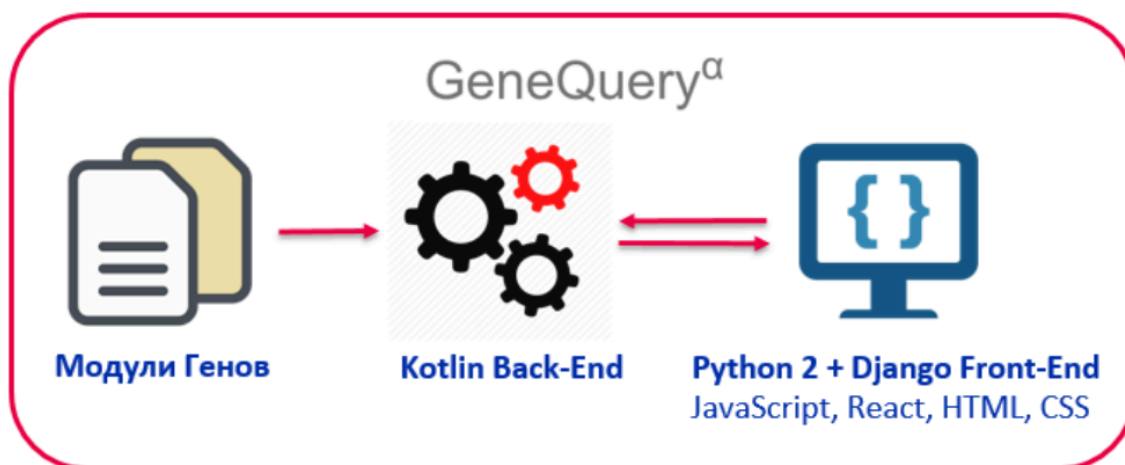 GeneQueryα
{ }
Модули Генов
Kotlin Back-End
Python 2 + Django Front-End
JavaScript, React, HTML, CSS